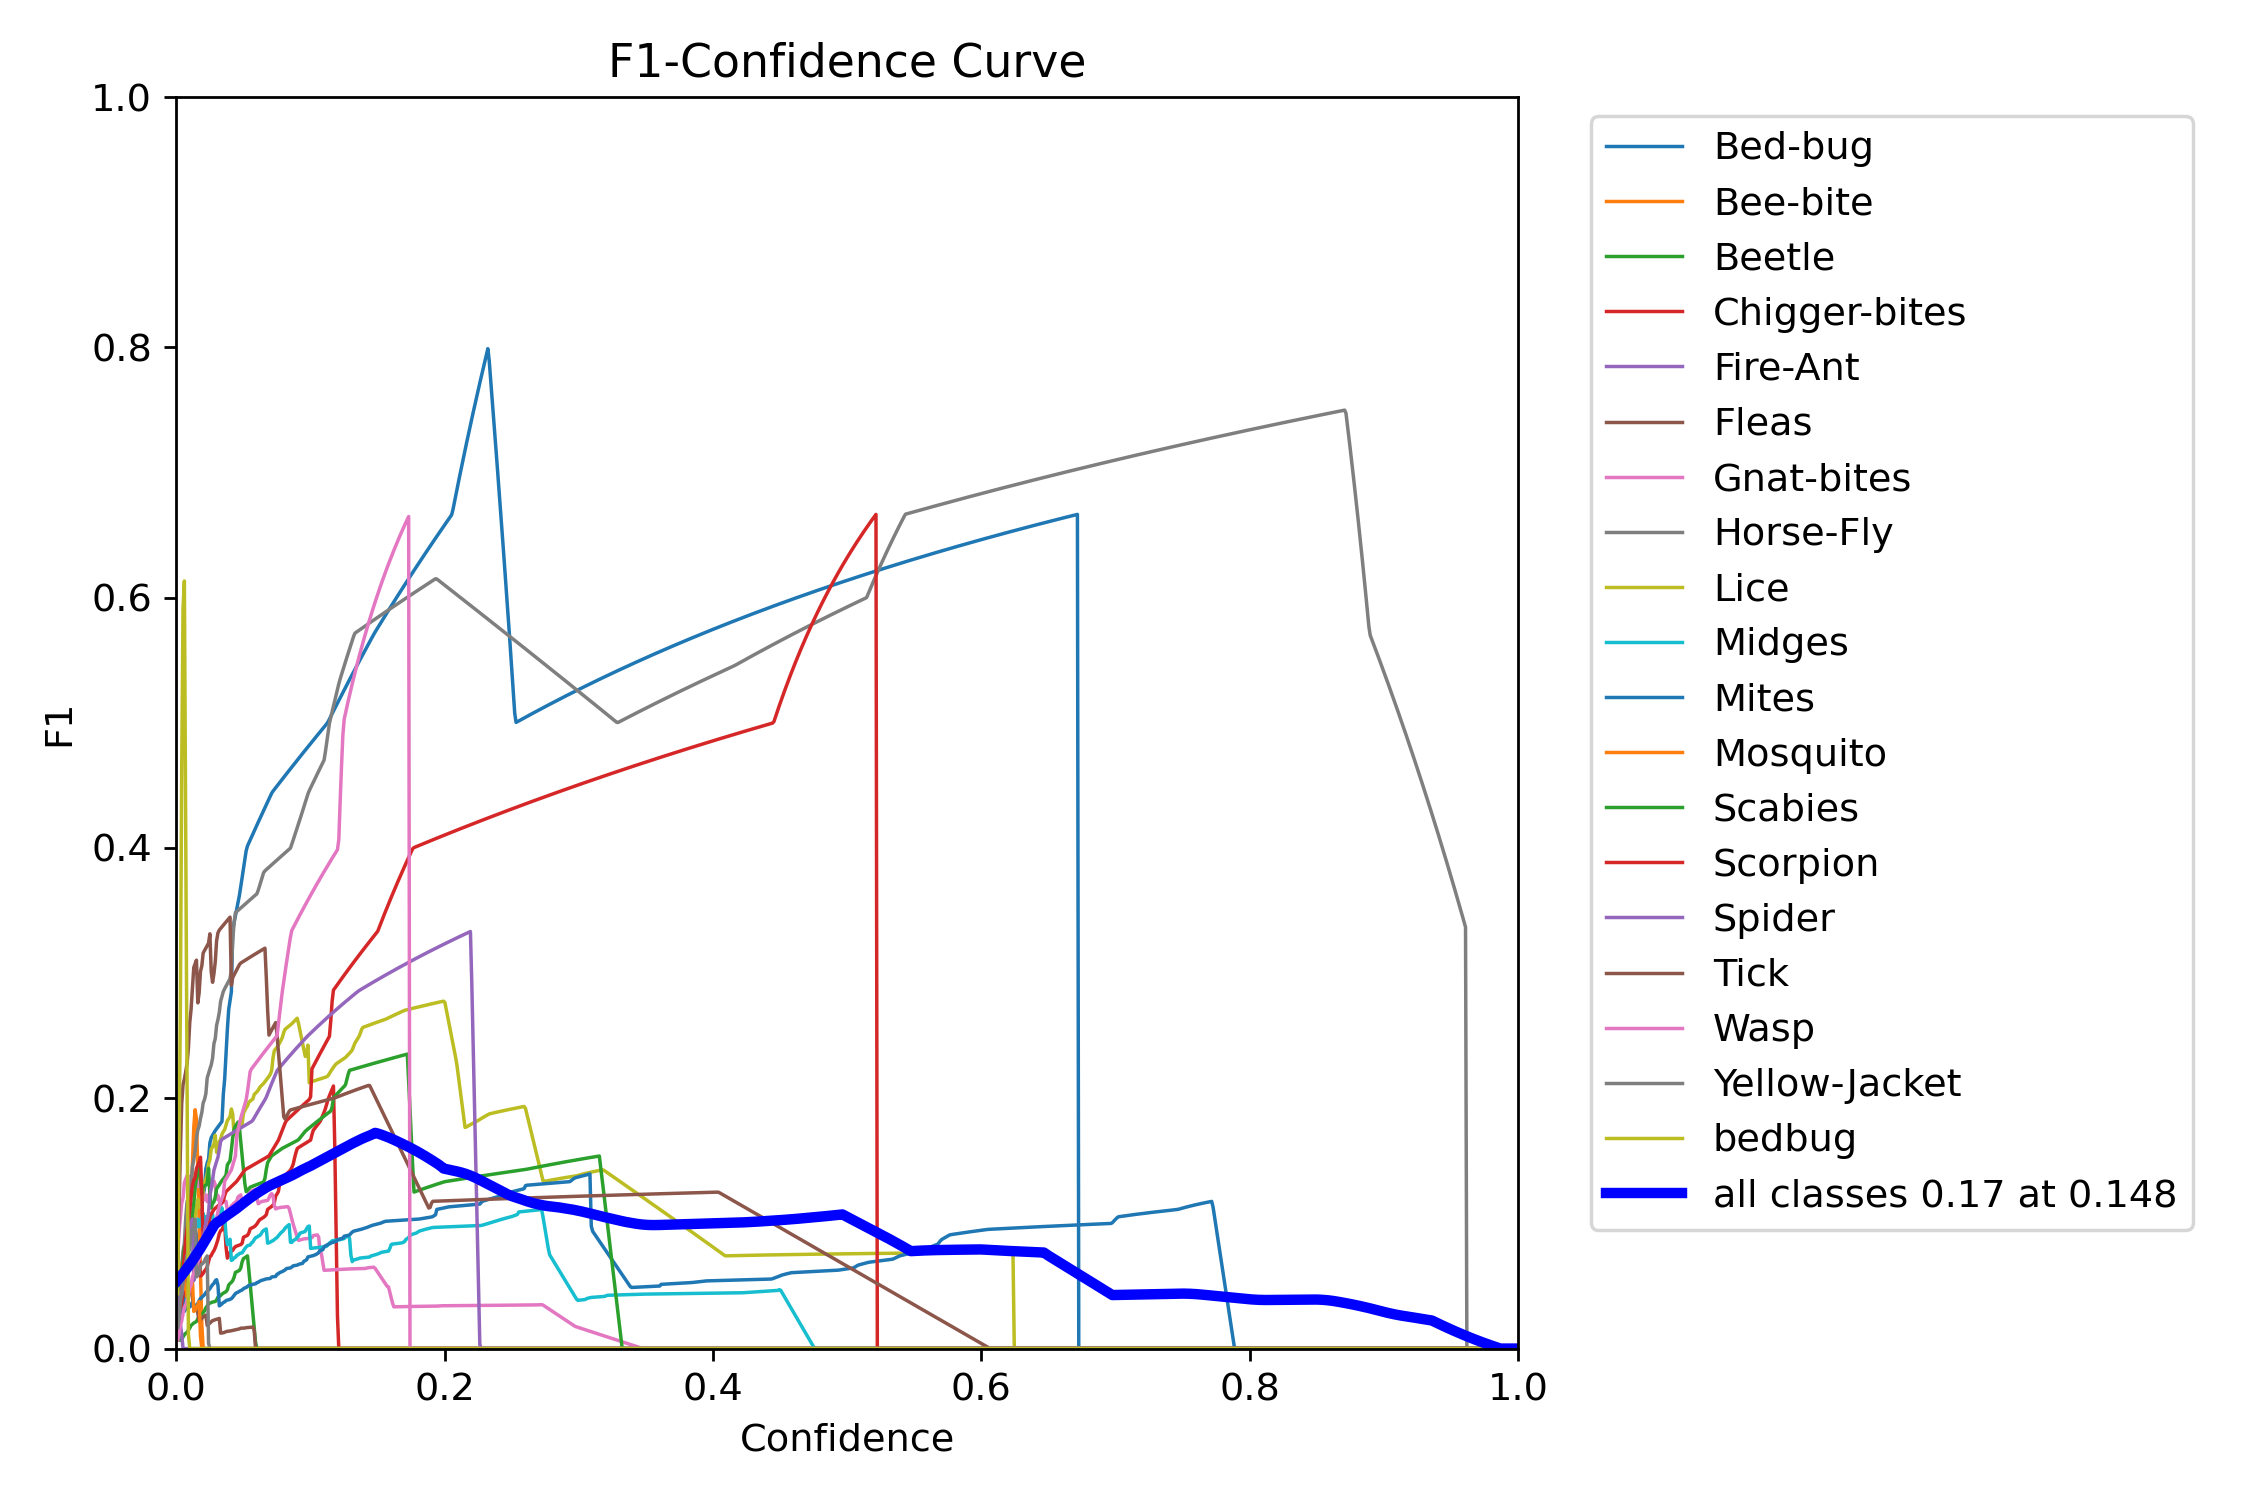 F1-Confidence Curve
1.0
0.8
0.6
0.4
0.2
0.0
F1
0.0 0.2 0.4 0.6 0.8 1.0
Confidence
Bed-bug
Bee-bite
Beetle
Chigger-bites
Fire-Ant
Fleas
Gnat-bites
Horse-Fly
Lice
Midges
Mites
Mosquito
Scabies
Scorpion
Spider
Tick
Wasp
Yellow-Jacket
bedbug
all classes 0.17 at 0.148